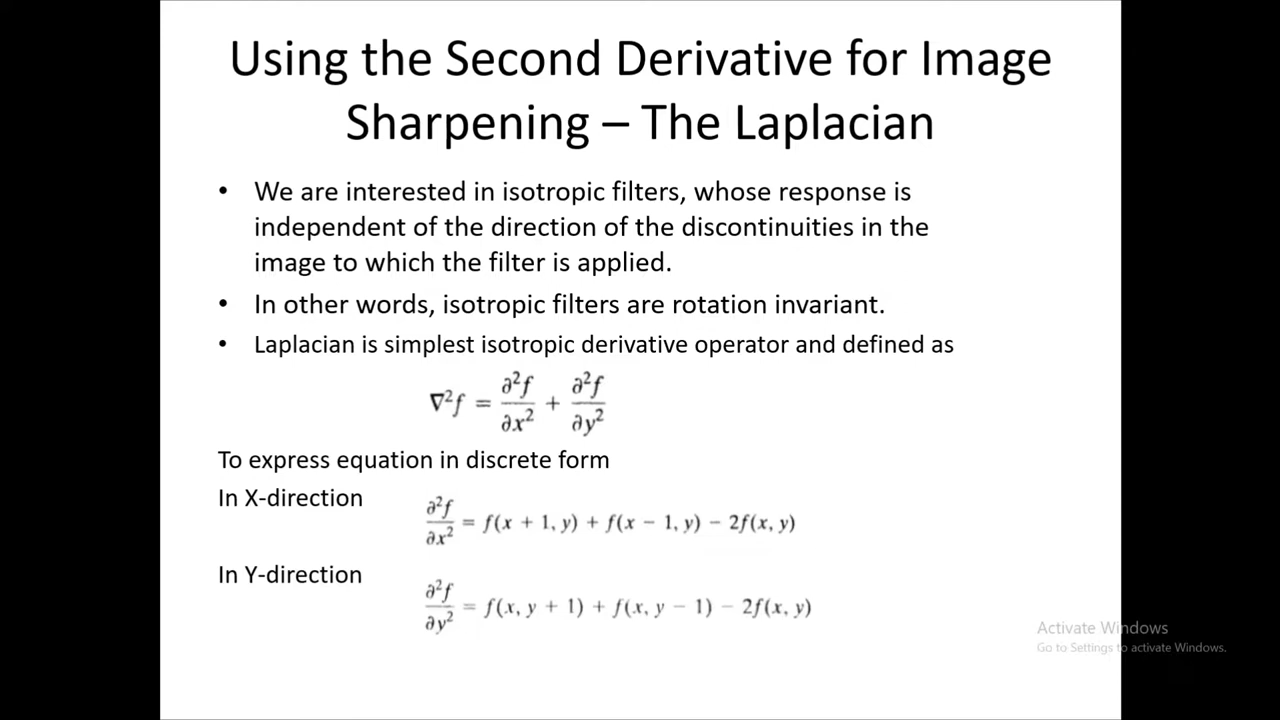 Using the Second Derivative for Image
Sharpening – The Laplacian
• We are interested in isotropic filters, whose response is
independent of the direction of the discontinuities in the
image to which the filter is applied.
• In other words, isotropic filters are rotation invariant.
• Laplacian is simplest isotropic derivative operator and defined as
∇²f = ∂²f/∂x² + ∂²f/∂y²
To express equation in discrete form
In X-direction ∂²f/∂x² = f(x + 1, y) + f(x − 1, y) − 2f(x, y)
In Y-direction ∂²f/∂y² = f(x, y + 1) + f(x, y − 1) − 2f(x, y)
Activate Windows
Go to Settings to activate Windows.